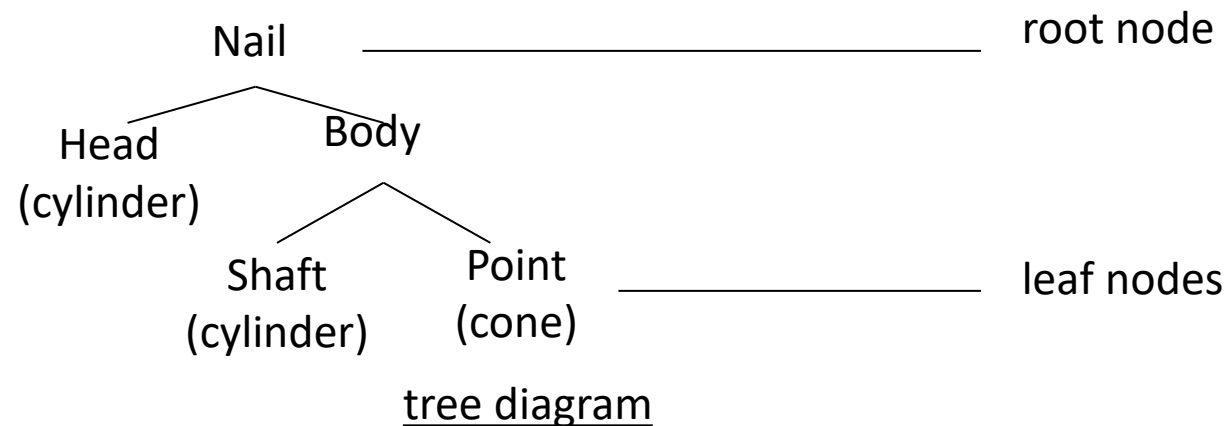 Nail
root node
Head
(cylinder)
Body
Shaft
(cylinder)
Point
(cone)
leaf nodes
tree diagram